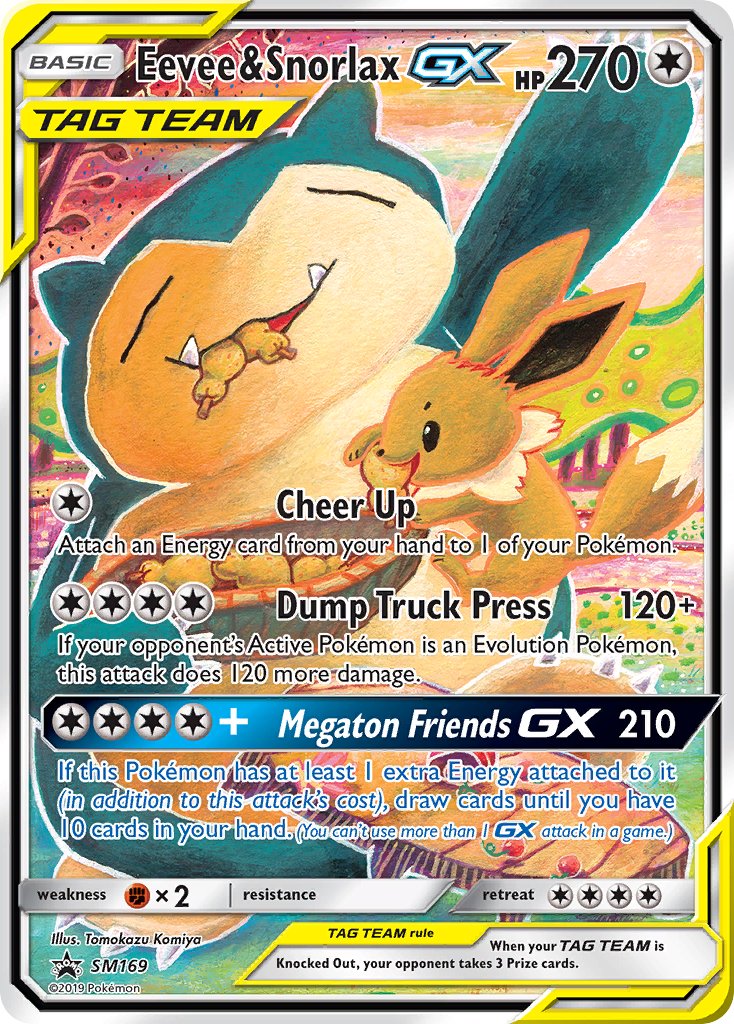 BASIC Eevee&Snorlax GX HP270
TAG TEAM
Cheer Up
Attach an Energy card from your hand to 1 of your Pokémon.
Dump Truck Press 120+
If your opponent's Active Pokémon is an Evolution Pokémon,
this attack does 120 more damage.
+ Megaton Friends GX 210
If this Pokémon has at least 1 extra Energy attached to it
(in addition to this attack's cost), draw cards until you have
10 cards in your hand. (You can't use more than 1 GX attack in a game.)
weakness ×2 resistance retreat
Illus. Tomokazu Komiya
SM169
©2019 Pokémon
TAG TEAM rule
When your TAG TEAM is
Knocked Out, your opponent takes 3 Prize cards.